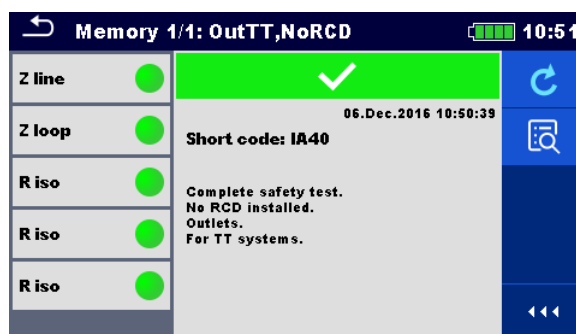 Memory 1/1: OutTT,NoRCD
10:51
Z line
Z loop
R iso
R iso
R iso
06.Dec.2016 10:50:39
Short code: IA40
Complete safety test.
No RCD installed.
Outlets.
For TT systems.